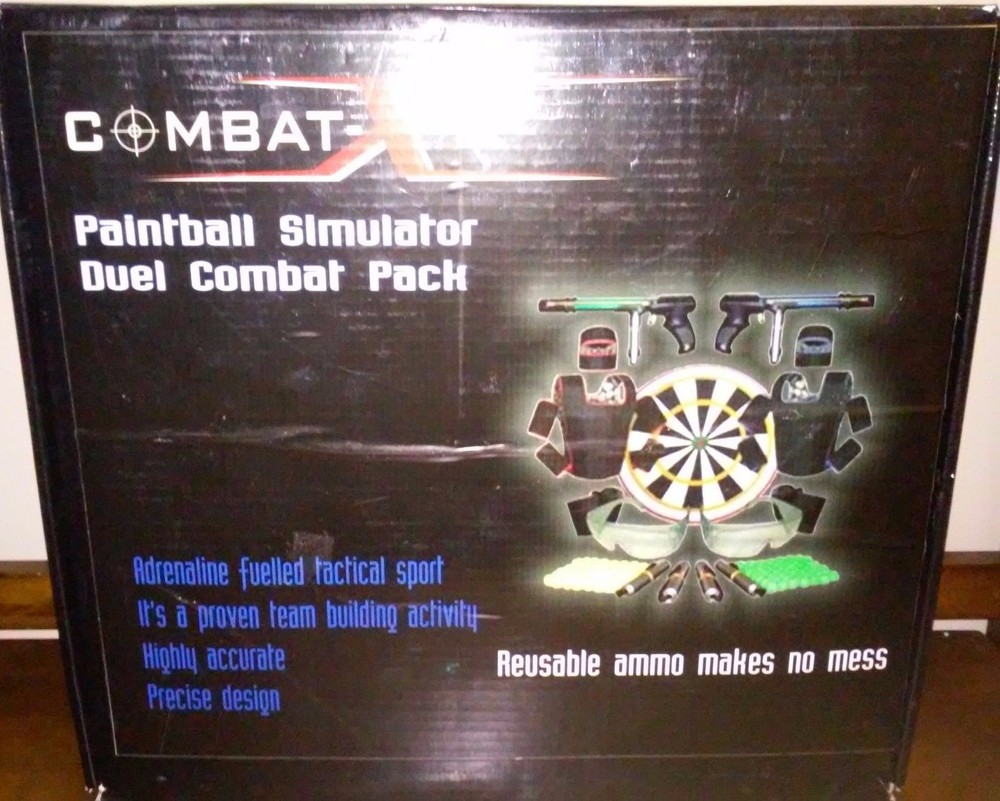 COMBAT-X
Paintball Simulator
Duel Combat Pack
Adrenaline fuelled tactical sport
It's a proven team building activity
Highly accurate
Precise design
Reusable ammo makes no mess